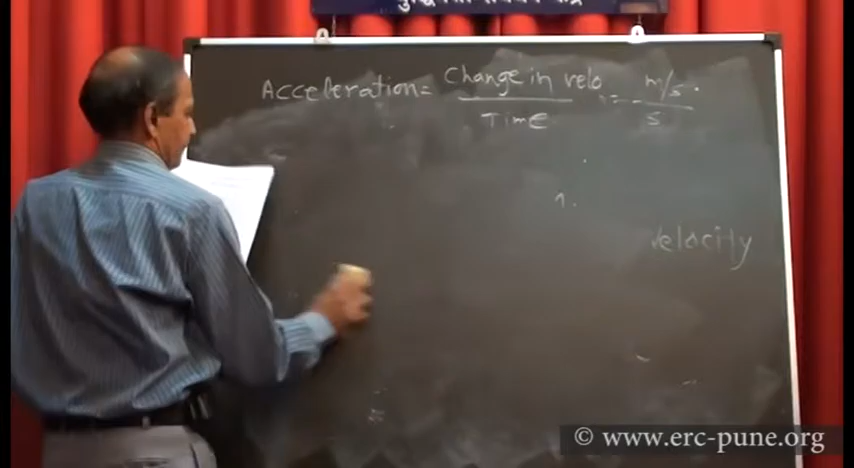 Acceleration = Change in velo / Time = m/s / s
velocity
© www.erc-pune.org